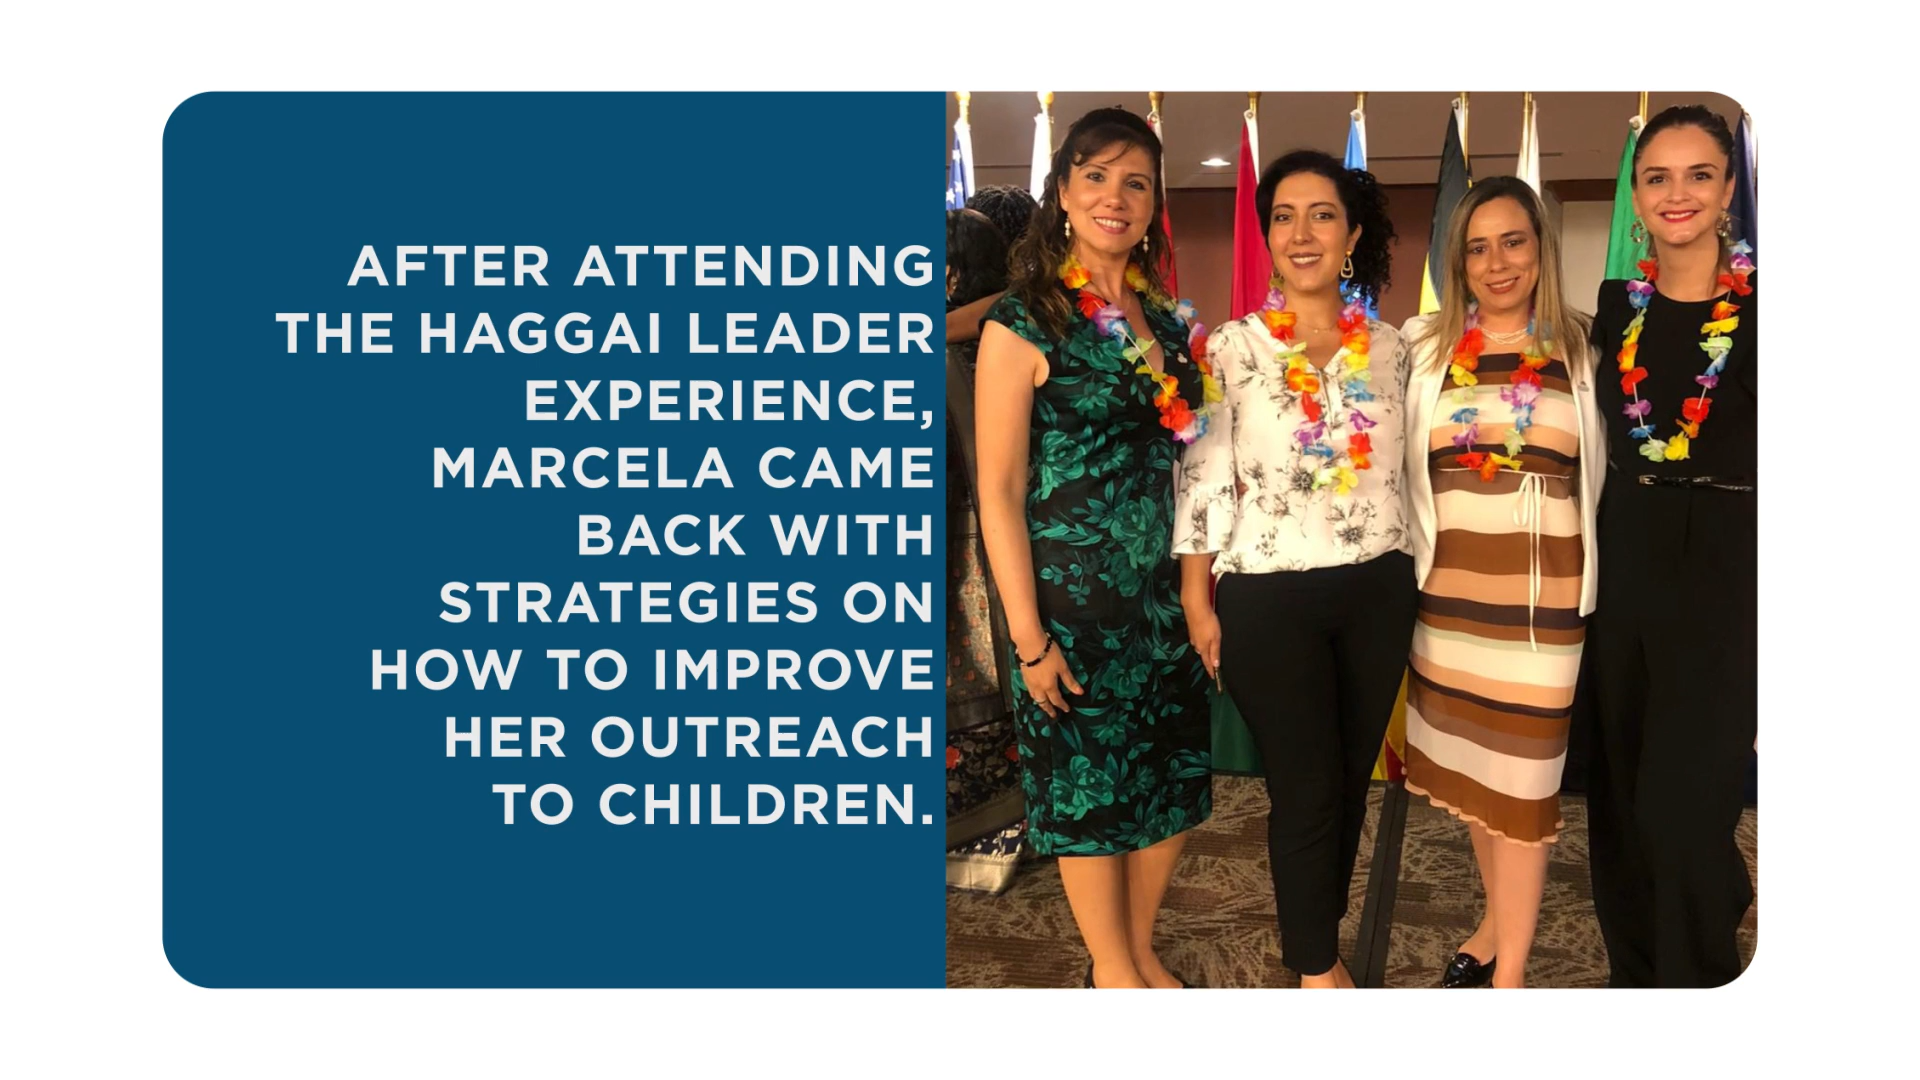 AFTER ATTENDING
THE HAGGAI LEADER
EXPERIENCE,
MARCELA CAME
BACK WITH
STRATEGIES ON
HOW TO IMPROVE
HER OUTREACH
TO CHILDREN.